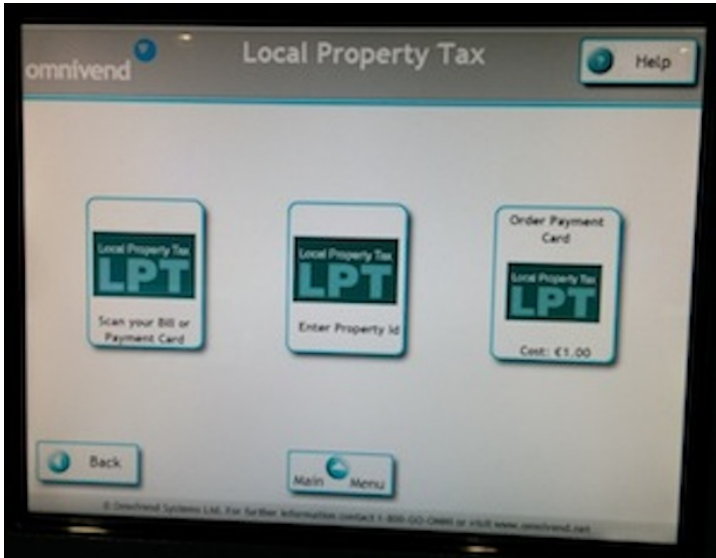 omnivend
Local Property Tax
Help
Local Property Tax
LPT
Scan your Bill or
Payment Card
Local Property Tax
LPT
Enter Property Id
Order Payment
Card
Local Property Tax
LPT
Cost: €1.00
Back
Main Menu
© Omnivend Systems Ltd. For further information contact 1-800-GO-OMNI or visit www.omnivend.net